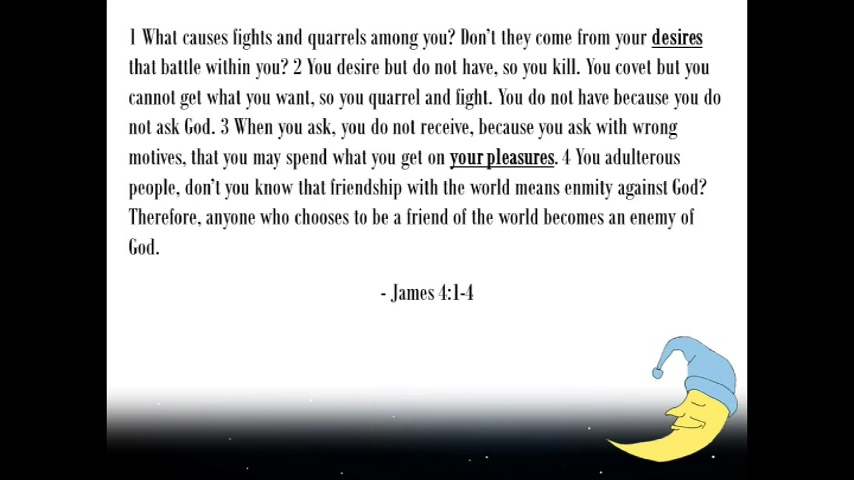 1 What causes fights and quarrels among you? Don't they come from your desires
that battle within you? 2 You desire but do not have, so you kill. You covet but you
cannot get what you want, so you quarrel and fight. You do not have because you do
not ask God. 3 When you ask, you do not receive, because you ask with wrong
motives, that you may spend what you get on your pleasures. 4 You adulterous
people, don't you know that friendship with the world means enmity against God?
Therefore, anyone who chooses to be a friend of the world becomes an enemy of
God.
- James 4:1-4